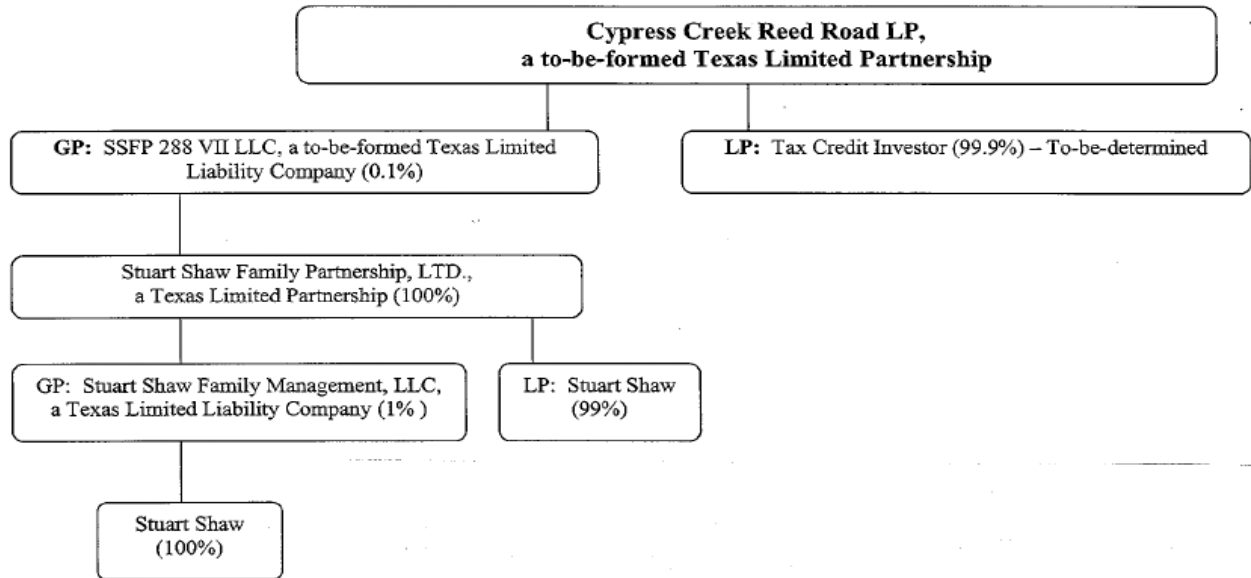 Cypress Creek Reed Road LP,
a to-be-formed Texas Limited Partnership
GP: SSFP 288 VII LLC, a to-be-formed Texas Limited
Liability Company (0.1%)
LP: Tax Credit Investor (99.9%) – To-be-determined
Stuart Shaw Family Partnership, LTD.,
a Texas Limited Partnership (100%)
GP: Stuart Shaw Family Management, LLC,
a Texas Limited Liability Company (1% )
LP: Stuart Shaw
(99%)
Stuart Shaw
(100%)